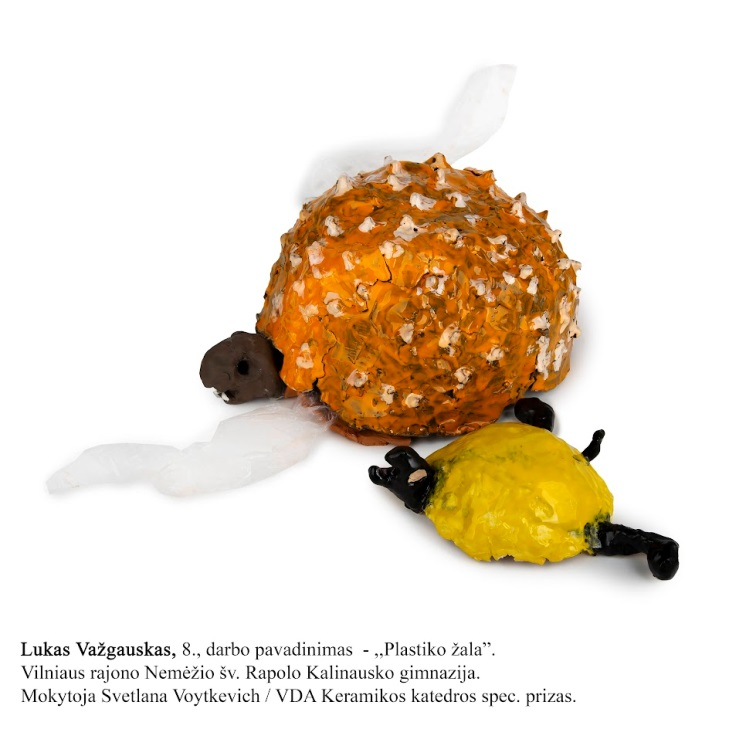 Lukas Važgauskas, 8., darbo pavadinimas - ,,Plastiko žala”.
Vilniaus rajono Nemėžio šv. Rapolo Kalinausko gimnazija.
Mokytoja Svetlana Voytkevich / VDA Keramikos katedros spec. prizas.